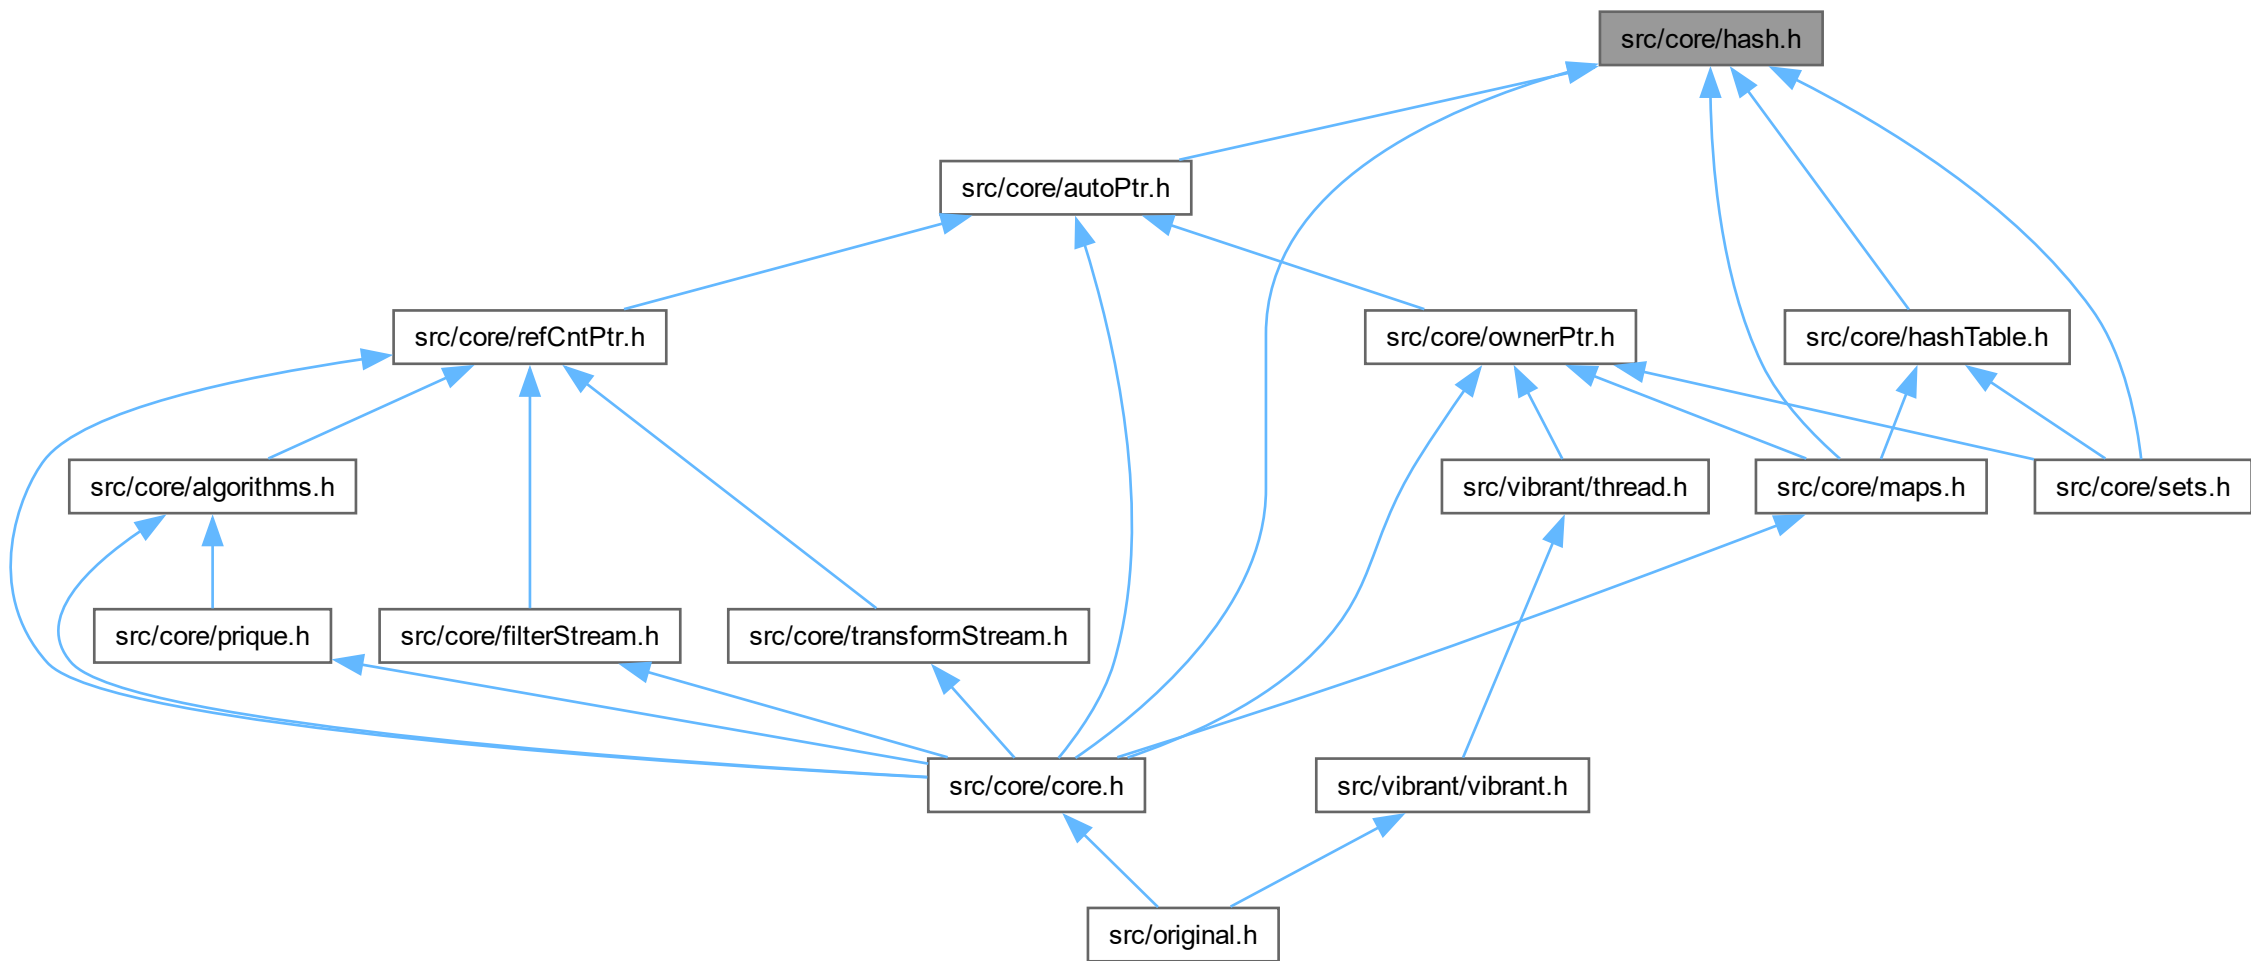 src/core/hash.h
src/core/autoPtr.h
src/core/refCntPtr.h
src/core/ownerPtr.h
src/core/hashTable.h
src/core/algorithms.h
src/vibrant/thread.h
src/core/maps.h
src/core/sets.h
src/core/prique.h
src/core/filterStream.h
src/core/transformStream.h
src/core/core.h
src/vibrant/vibrant.h
src/original.h